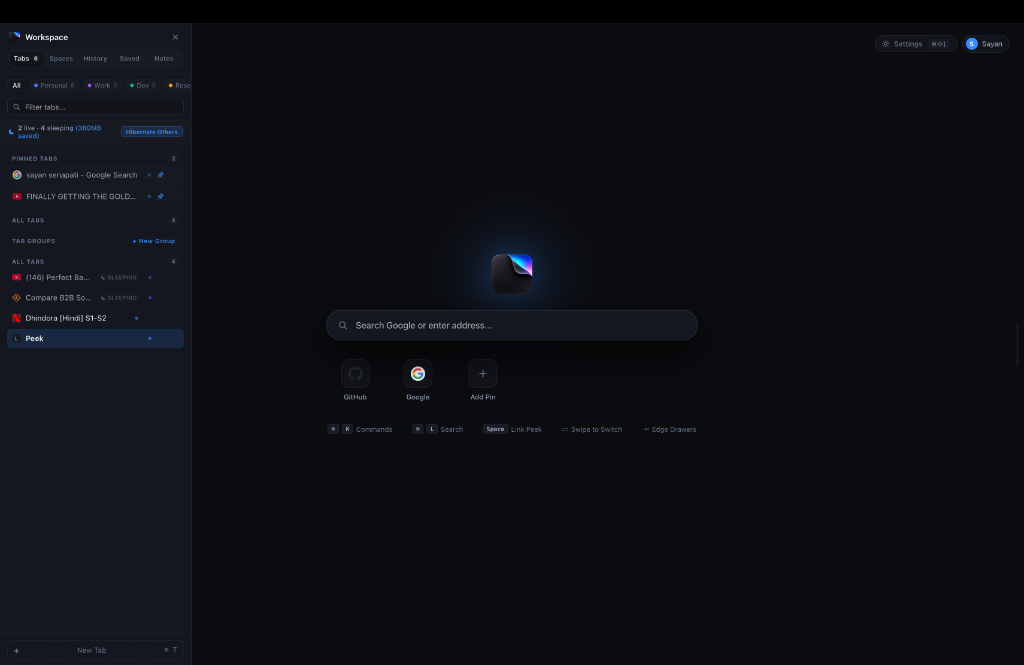 Workspace
Settings ⌘⇧J
S Sayan
Tabs 6 Spaces History Saved Notes
All Personal 6 Work Dev Rese
Filter tabs...
2 live · 4 sleeping (380MB saved)
Hibernate Others
PINNED TABS 2
sayan senapati - Google Search
FINALLY GETTING THE GOLD...
ALL TABS 4
TAB GROUPS + New Group
ALL TABS 4
(146) Perfect Ba... SLEEPING
Compare B2B So... SLEEPING
Dhindora [Hindi] S1-S2
L Peek
Search Google or enter address...
GitHub Google Add Pin
⌘ K Commands ⌘ L Search Space Link Peek Swipe to Switch Edge Drawers
+ New Tab ⌘ T